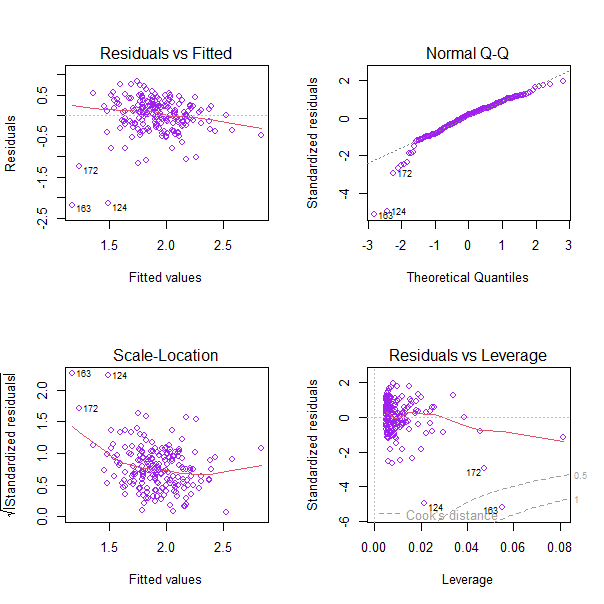 Residuals vs Fitted
Residuals
0.5
-0.5
-1.5
-2.5
172
163
124
1.5 2.0 2.5
Fitted values
Normal Q-Q
Standardized residuals
2
0
-2
-4
172
124
163
-3 -2 -1 0 1 2 3
Theoretical Quantiles
Scale-Location
√|Standardized residuals|
2.0
1.5
1.0
0.5
0.0
163
124
172
1.5 2.0 2.5
Fitted values
Residuals vs Leverage
Standardized residuals
2
0
-2
-4
-6
172
124
163
Cook's distance
0.5
1
0.00 0.02 0.04 0.06 0.08
Leverage